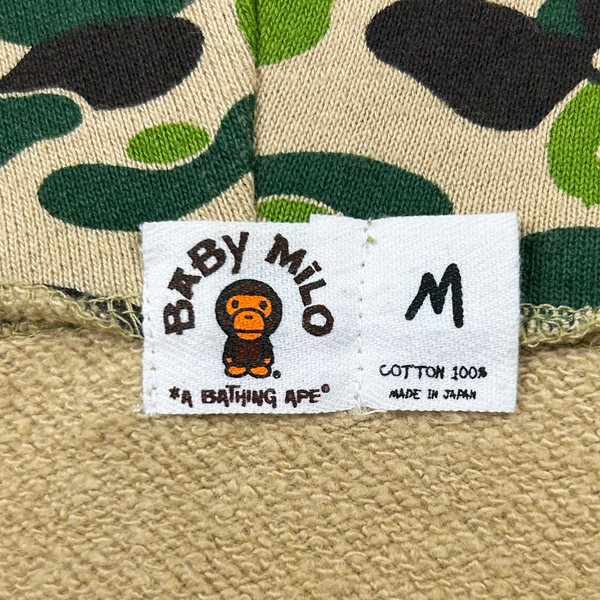 BABY MiLO
®
*A BATHING APE®
M
COTTON 100%
MADE IN JAPAN